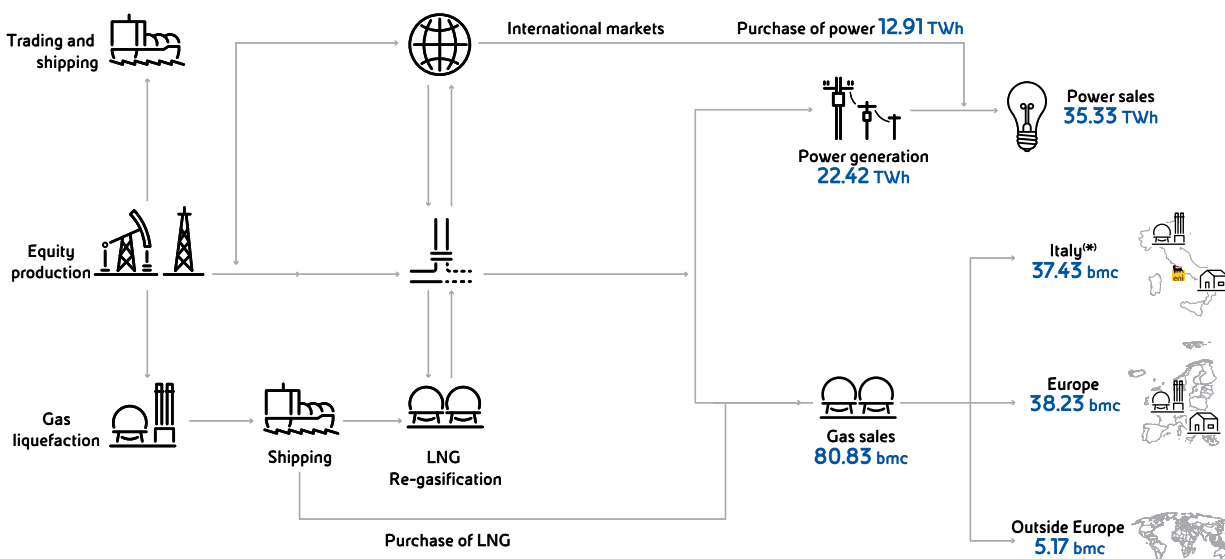 Trading and
shipping
International markets
Purchase of power 12.91 TWh
Power sales
35.33 TWh
Power generation
22.42 TWh
Equity
production
Italy(*)
37.43 bmc
eni
Europe
38.23 bmc
Gas
liquefaction
Shipping
LNG
Re-gasification
Gas sales
80.83 bmc
Purchase of LNG
Outside Europe
5.17 bmc